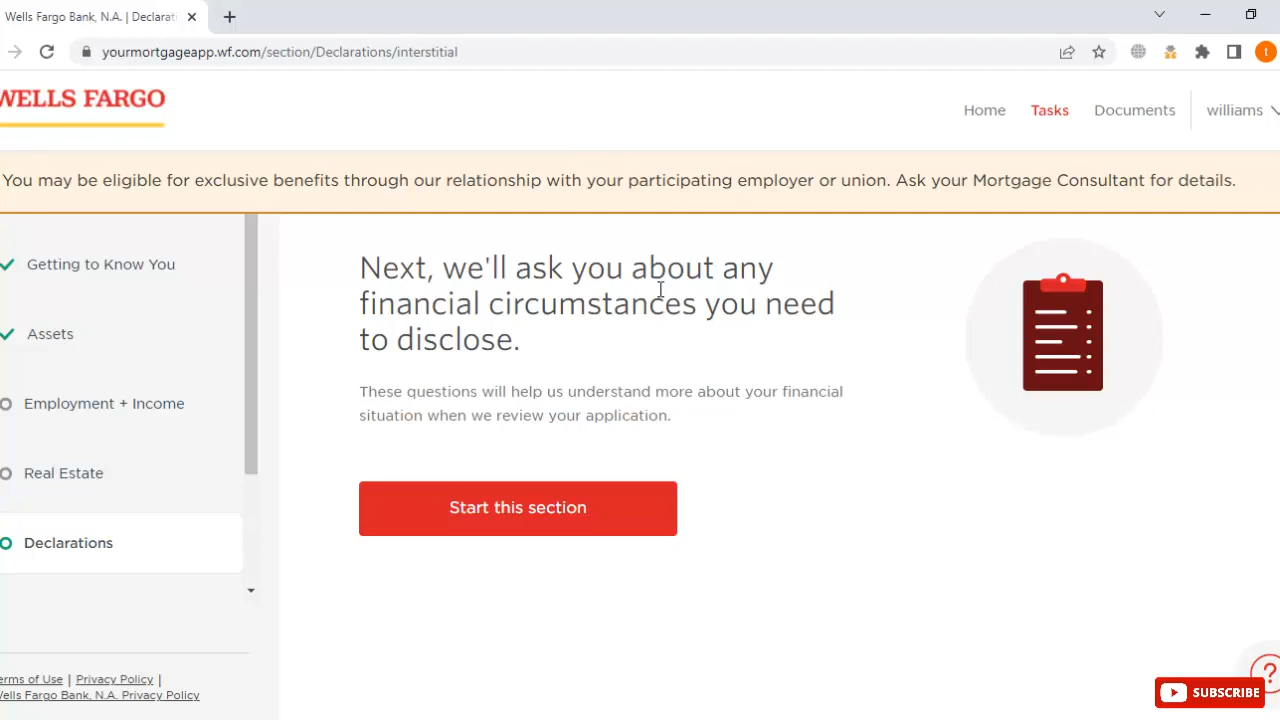 Wells Fargo Bank, N.A. | Declarati
yourmortgageapp.wf.com/section/Declarations/interstitial
t
WELLS FARGO
Home Tasks Documents williams
You may be eligible for exclusive benefits through our relationship with your participating employer or union. Ask your Mortgage Consultant for details.
Getting to Know You
Assets
Employment + Income
Real Estate
Declarations
erms of Use | Privacy Policy |
Wells Fargo Bank, N.A. Privacy Policy
Next, we'll ask you about any
financial circumstances you need
to disclose.
These questions will help us understand more about your financial
situation when we review your application.
Start this section
?
SUBSCRIBE